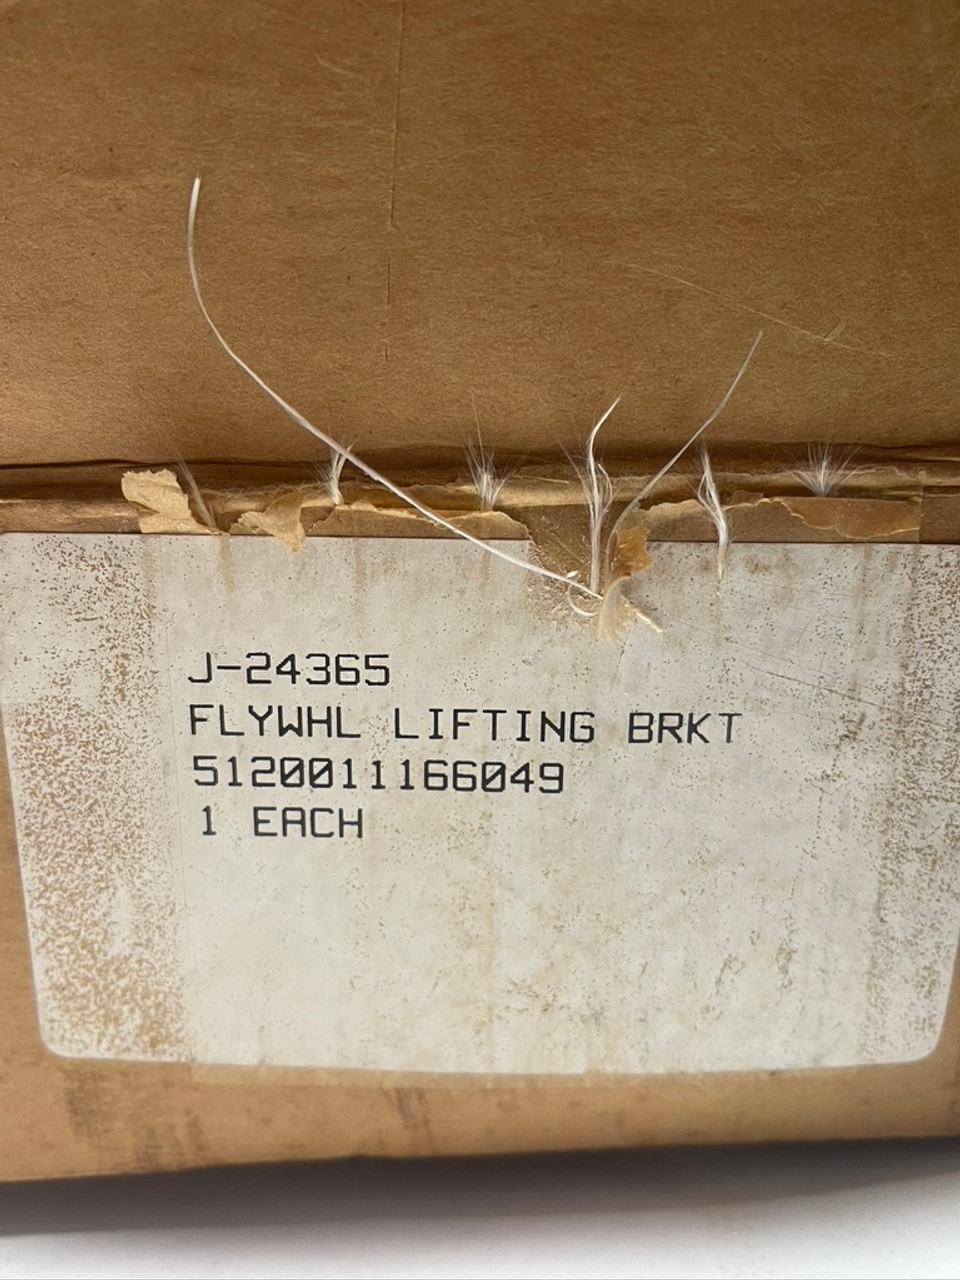 J-24365
FLYWHL LIFTING BRKT
5120011166049
1 EACH